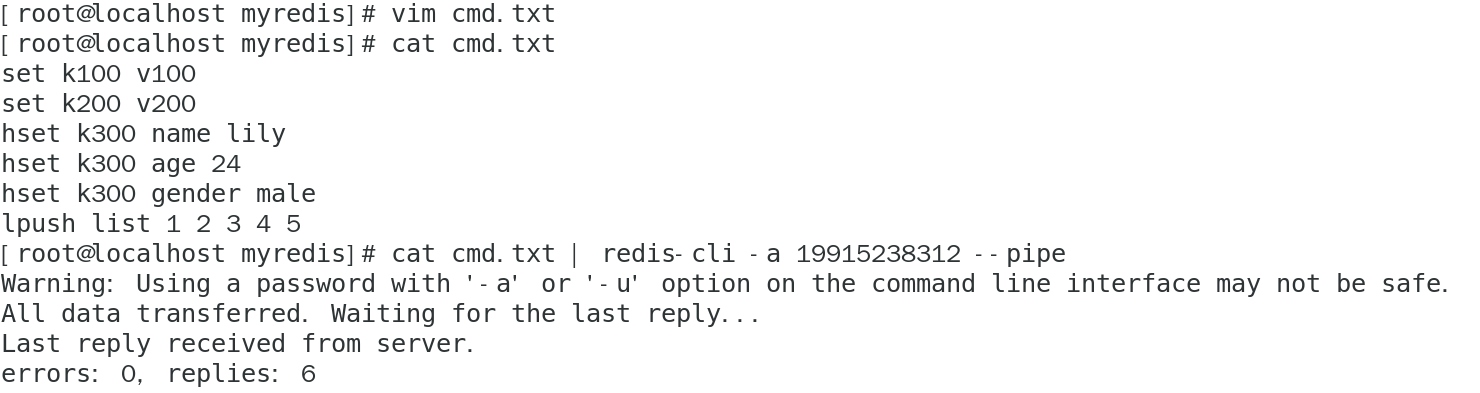 [root@localhost myredis]# vim cmd.txt
[root@localhost myredis]# cat cmd.txt
set k100 v100
set k200 v200
hset k300 name lily
hset k300 age 24
hset k300 gender male
lpush list 1 2 3 4 5
[root@localhost myredis]# cat cmd.txt | redis-cli -a 19915238312 --pipe
Warning: Using a password with '-a' or '-u' option on the command line interface may not be safe.
All data transferred. Waiting for the last reply...
Last reply received from server.
errors: 0, replies: 6